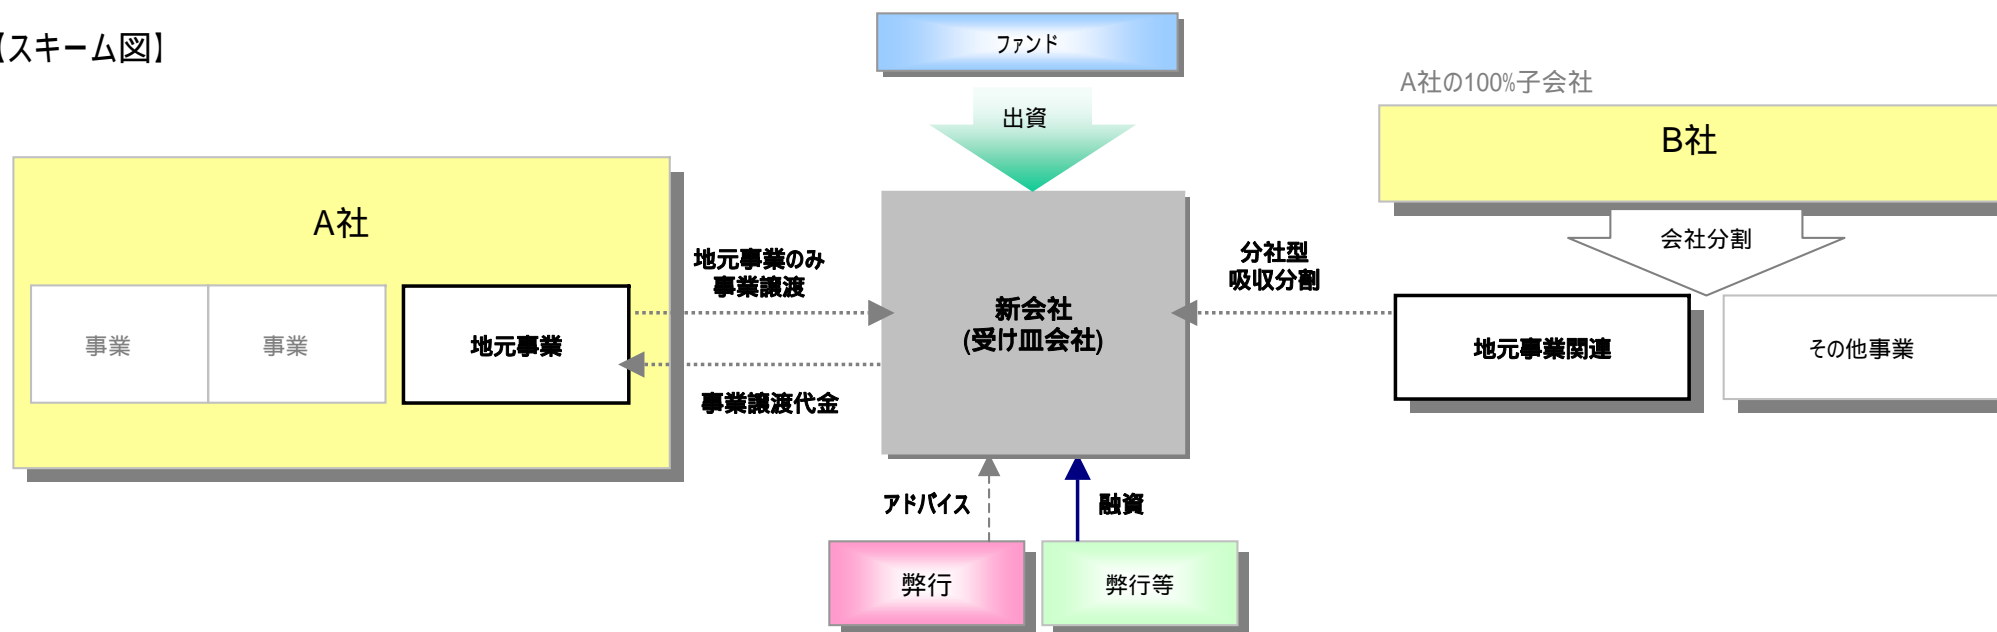 【スキーム図】
ファンド
出資
A社の100%子会社
B社
会社分割
A社
地元事業のみ
事業譲渡
分社型
吸収分割
新会社
(受け皿会社)
事業
事業
地元事業
地元事業関連
その他事業
事業譲渡代金
アドバイス
融資
弊行
弊行等